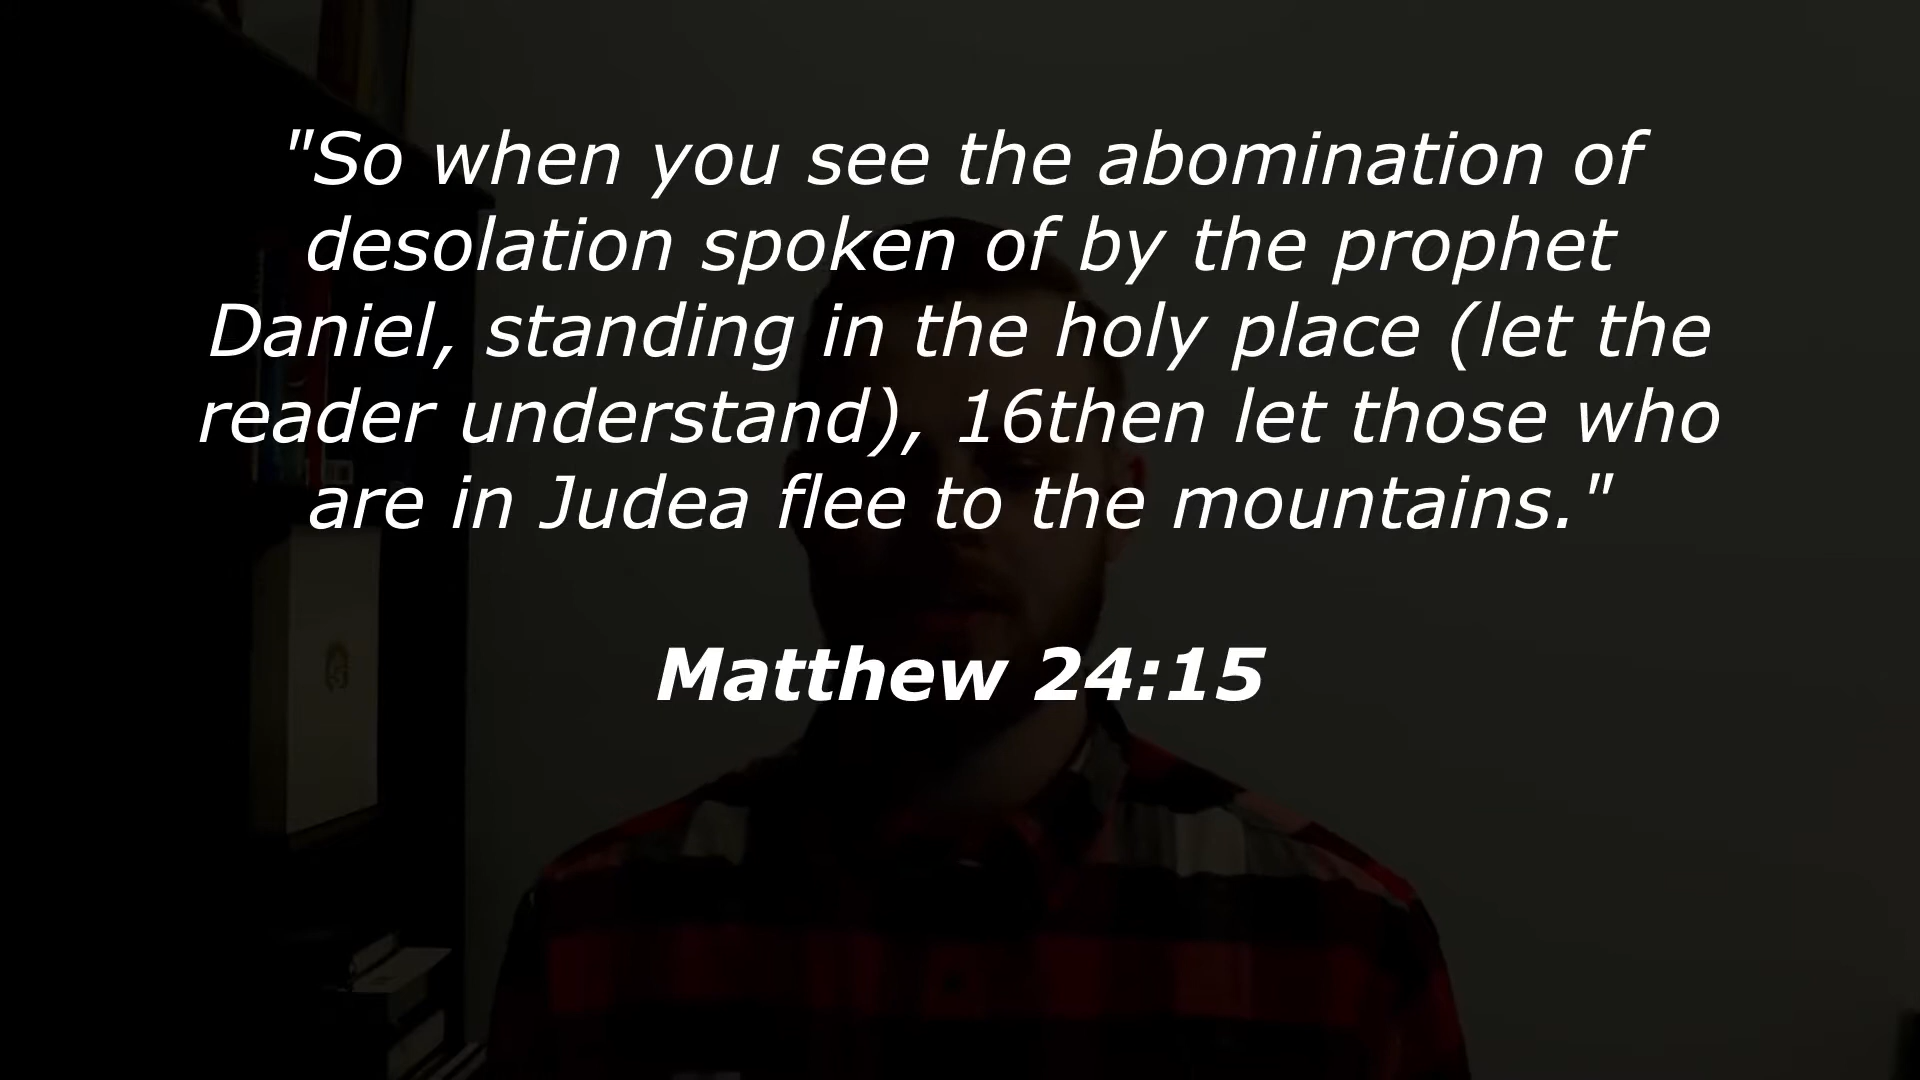 "So when you see the abomination of
desolation spoken of by the prophet
Daniel, standing in the holy place (let the
reader understand), 16then let those who
are in Judea flee to the mountains."
Matthew 24:15